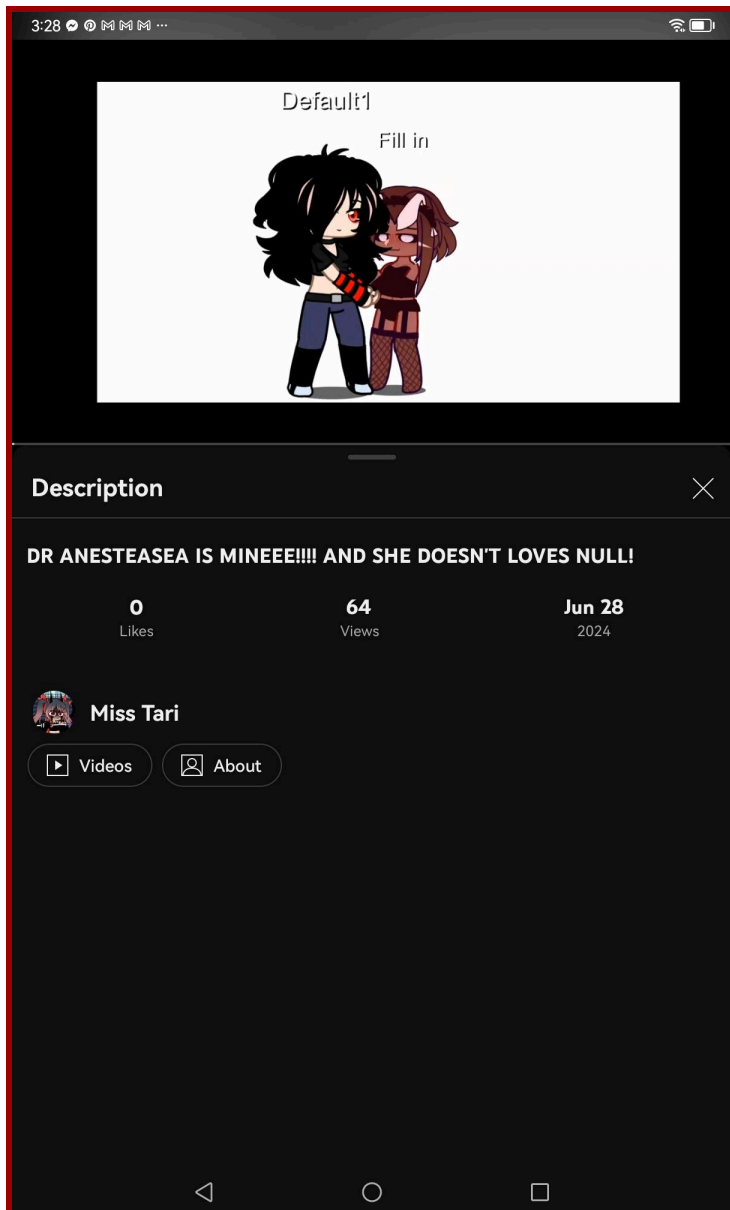 3:28
Default1
Fill in
Description
DR ANESTEASEA IS MINEEE!!!! AND SHE DOESN'T LOVES NULL!
0 64 Jun 28
Likes Views 2024
Miss Tari
Videos About